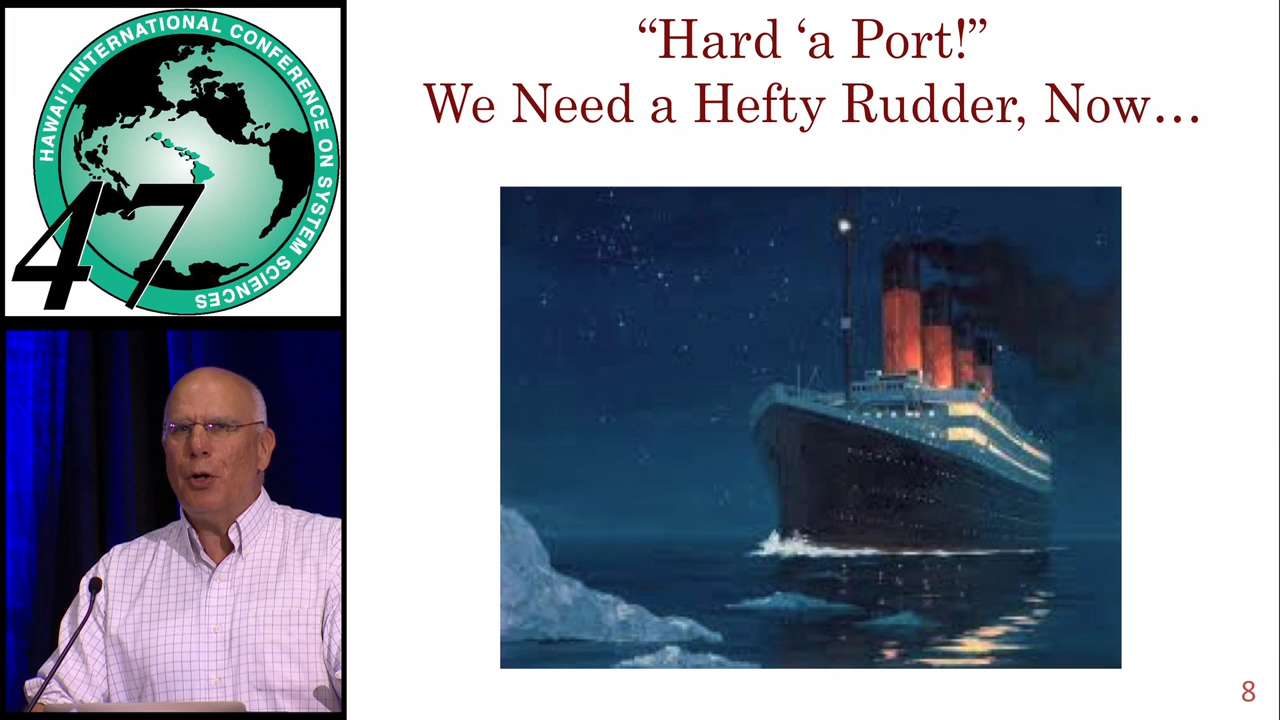 HAWAI‘I INTERNATIONAL CONFERENCE ON SYSTEM SCIENCES
47
“Hard ‘a Port!”
We Need a Hefty Rudder, Now…
8